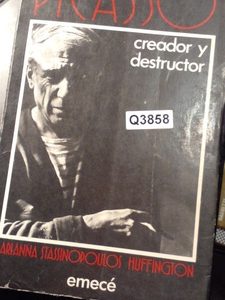 PICASSO
creador y
destructor
Q3858
ARIANNA STASSINOPOULOS HUFFINGTON
emecé